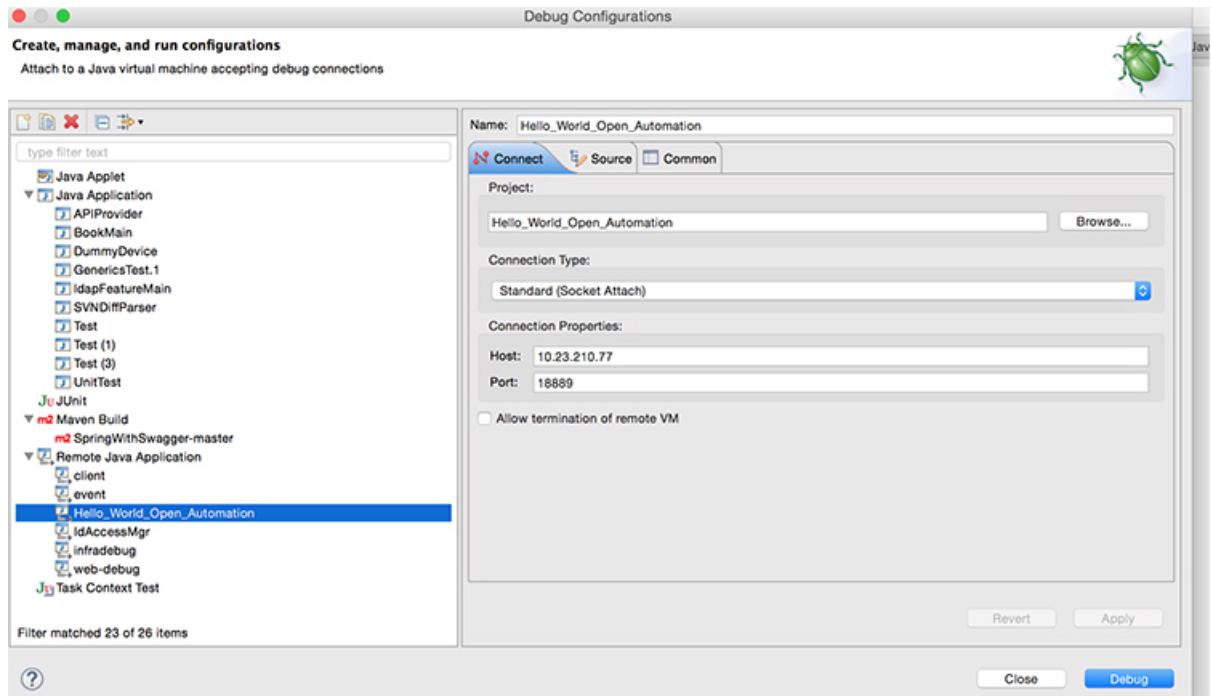 Debug Configurations
Create, manage, and run configurations
Attach to a Java virtual machine accepting debug connections
Jav
type filter text
Java Applet
Java Application
APIProvider
BookMain
DummyDevice
GenericsTest.1
IdapFeatureMain
SVNDiffParser
Test
Test (1)
Test (3)
UnitTest
JUnit
Maven Build
SpringWithSwagger-master
Remote Java Application
client
event
Hello_World_Open_Automation
IdAccessMgr
infradebug
web-debug
Task Context Test
Filter matched 23 of 26 items
Name: Hello_World_Open_Automation
Connect Source Common
Project:
Hello_World_Open_Automation Browse...
Connection Type:
Standard (Socket Attach)
Connection Properties:
Host: 10.23.210.77
Port: 18889
Allow termination of remote VM
Revert Apply
Close Debug